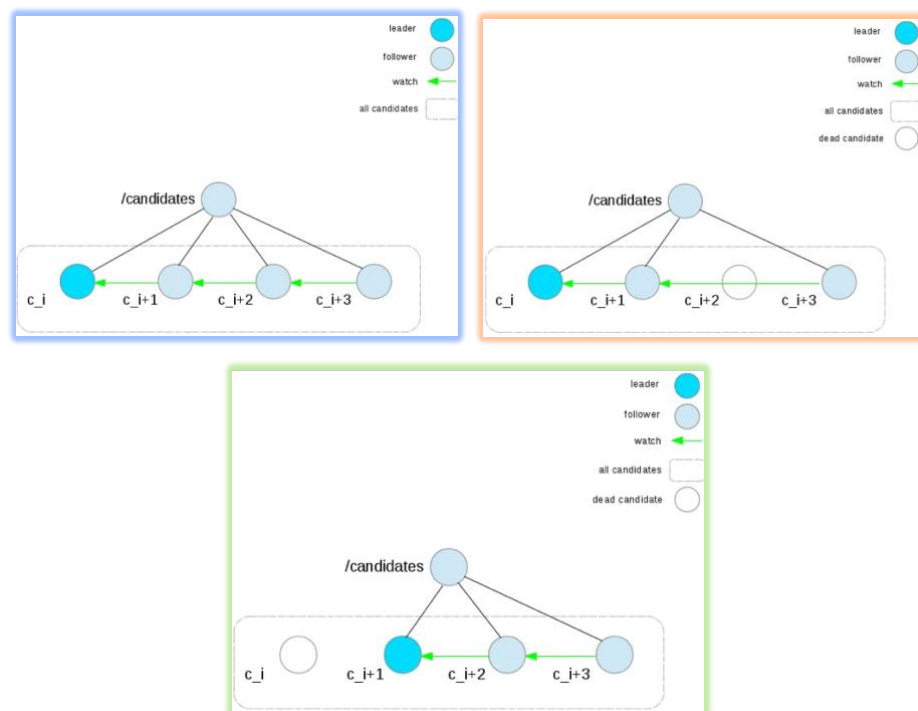 leader
follower
watch
all candidates
/candidates
c_i
c_i+1
c_i+2
c_i+3
leader
follower
watch
all candidates
dead candidate
/candidates
c_i
c_i+1
c_i+2
c_i+3
leader
follower
watch
all candidates
dead candidate
/candidates
c_i
c_i+1
c_i+2
c_i+3